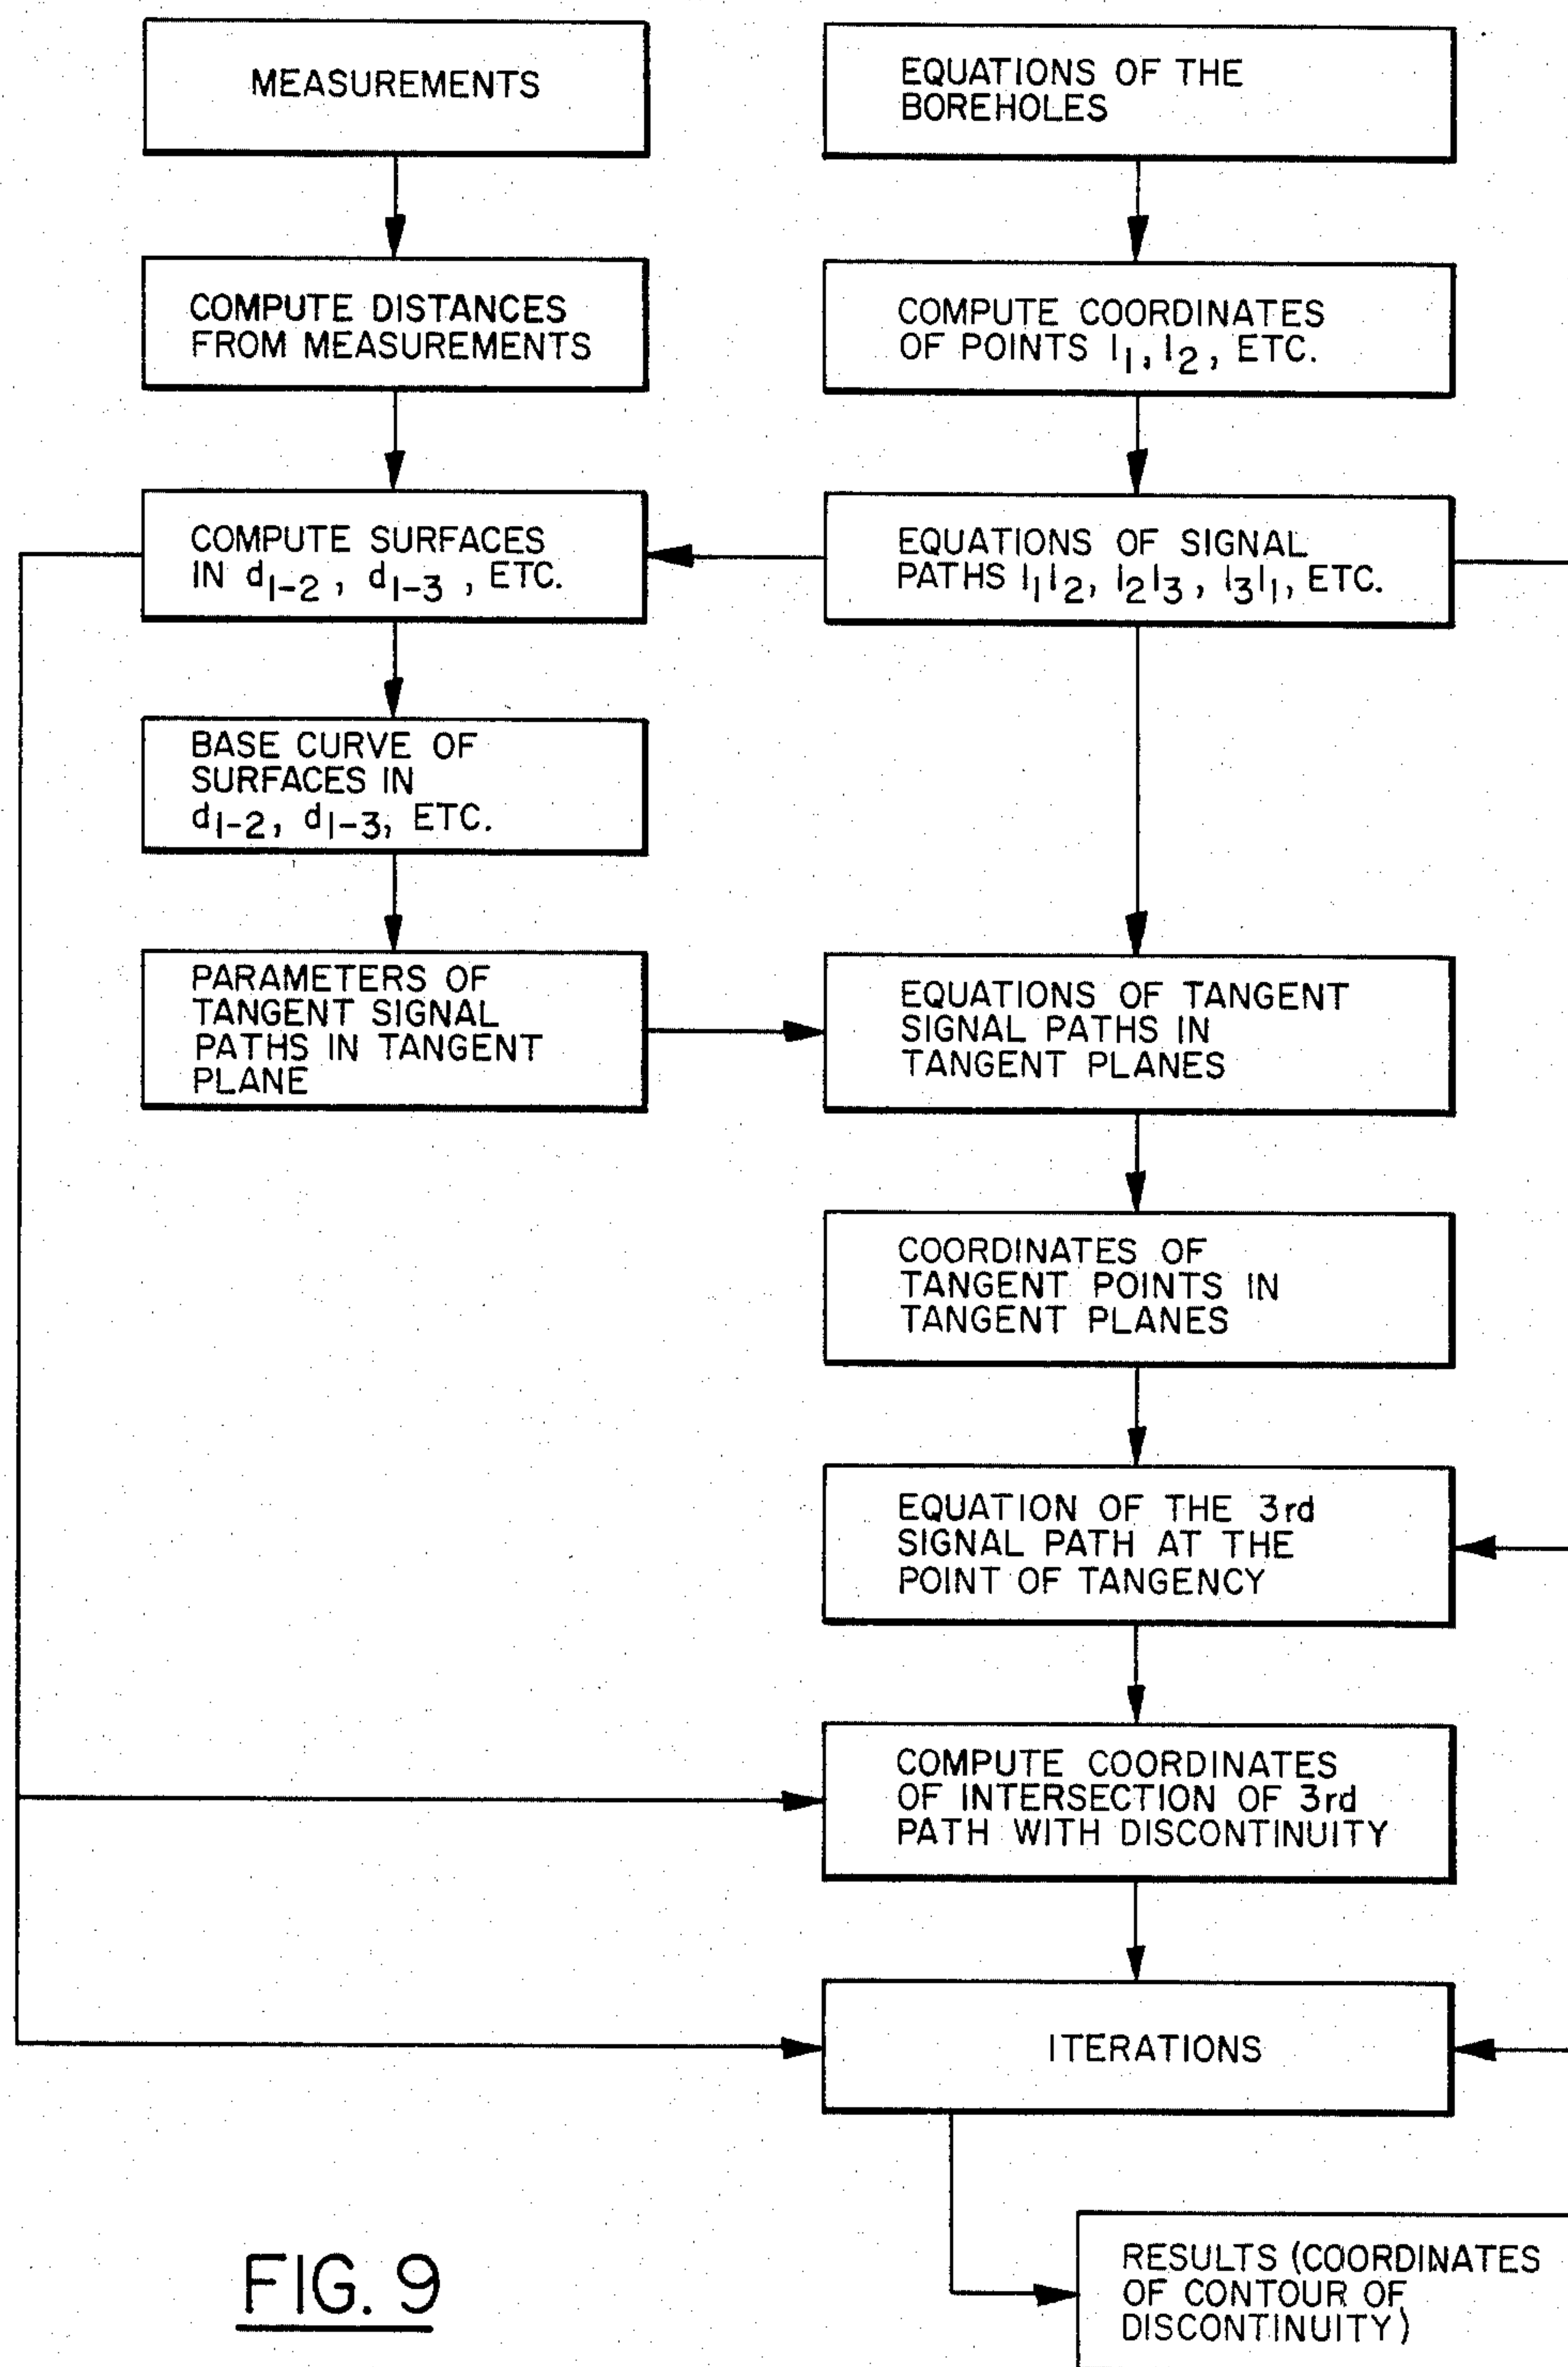 MEASUREMENTS
COMPUTE DISTANCES
FROM MEASUREMENTS
COMPUTE SURFACES
IN d1-2, d1-3, ETC.
BASE CURVE OF
SURFACES IN
d1-2, d1-3, ETC.
PARAMETERS OF
TANGENT SIGNAL
PATHS IN TANGENT
PLANE
EQUATIONS OF THE
BOREHOLES
COMPUTE COORDINATES
OF POINTS I1, I2, ETC.
EQUATIONS OF SIGNAL
PATHS I1I2, I2I3, I3I1, ETC.
EQUATIONS OF TANGENT
SIGNAL PATHS IN
TANGENT PLANES
COORDINATES OF
TANGENT POINTS IN
TANGENT PLANES
EQUATION OF THE 3rd
SIGNAL PATH AT THE
POINT OF TANGENCY
COMPUTE COORDINATES
OF INTERSECTION OF 3rd
PATH WITH DISCONTINUITY
ITERATIONS
RESULTS (COORDINATES
OF CONTOUR OF
DISCONTINUITY)
FIG. 9